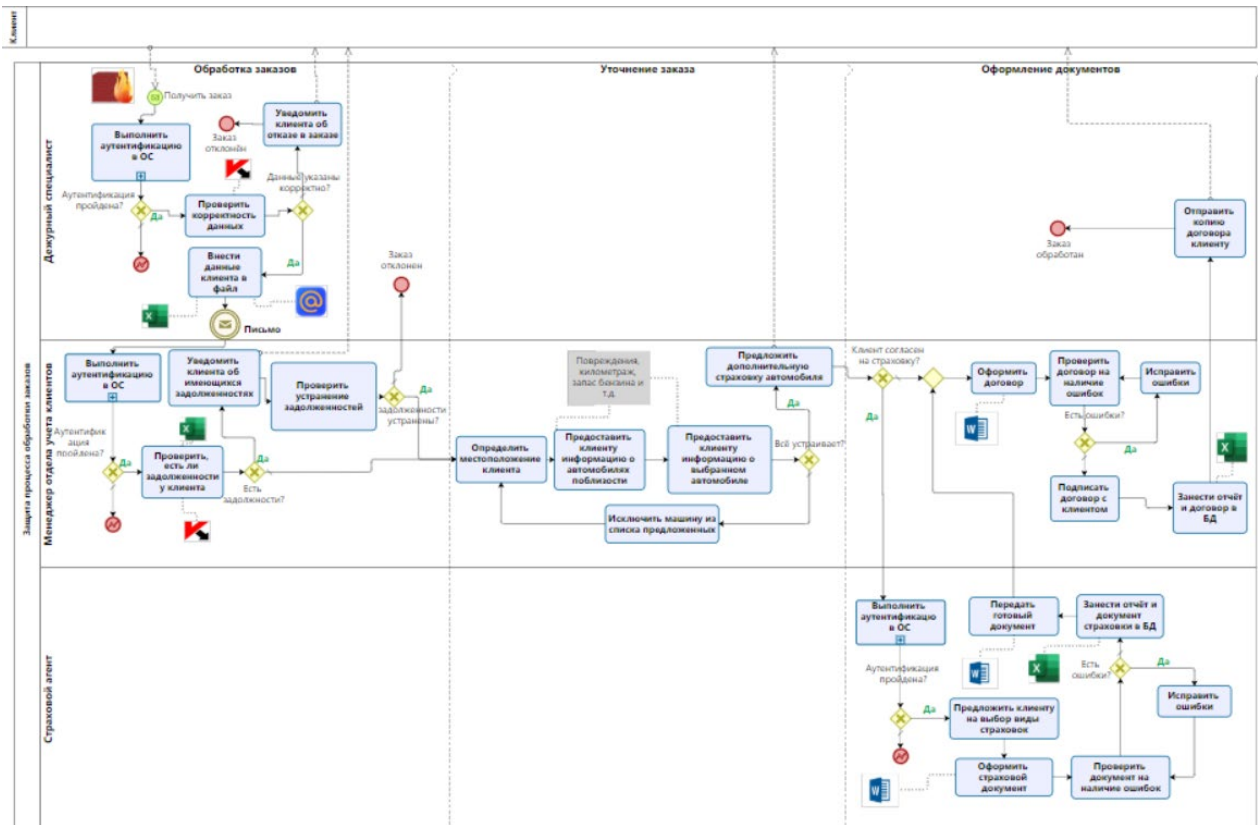 Клиент
Защита процесса обработки заказов
Дежурный специалист
Менеджер отдела учета клиентов
Страховой агент
Обработка заказов
Уточнение заказа
Оформление документов
Получить заказ
Выполнить
аутентификацию
в ОС
Аутентификация
пройдена?
Да
Проверить
корректность
данных
Данные указаны
корректно?
Уведомить
клиента об
отказе в заказе
Заказ
отклонён
Да
Внести
данные
клиента в
файл
Письмо
Заказ
отклонен
Отправить
копию
договора
клиенту
Заказ
обработан
Выполнить
аутентификацию
в ОС
Аутентифик
ация
пройдена?
Да
Проверить,
есть ли
задолженности
у клиента
Да
Есть
задолжности?
Уведомить
клиента об
имеющихся
задолженностях
Проверить
устранение
задолженностей
Да
задолженности
устранены?
Определить
местоположение
клиента
Повреждения,
километраж,
запас бензина и
т.д.
Предоставить
клиенту
информацию о
автомобилях
поблизости
Предоставить
клиенту
информацию о
выбранном
автомобиле
Всё устраивает?
Да
Исключить машину из
списка предложенных
Предложить
дополнительную
страховку автомобиля
Клиент согласен
на страховку?
Да
Оформить
договор
Проверить
договор на
наличие
ошибок
Исправить
ошибки
Есть ошибки?
Да
Подписать
договор с
клиентом
Занести отчёт
и договор в
БД
Выполнить
аутентификацю
в ОС
Аутентификация
пройдена?
Да
Предложить клиенту
на выбор виды
страховок
Оформить
страховой
документ
Проверить
документ на
наличие ошибок
Есть
ошибки?
Да
Исправить
ошибки
Занести отчёт и
документ
страховки в БД
Передать
готовый
документ